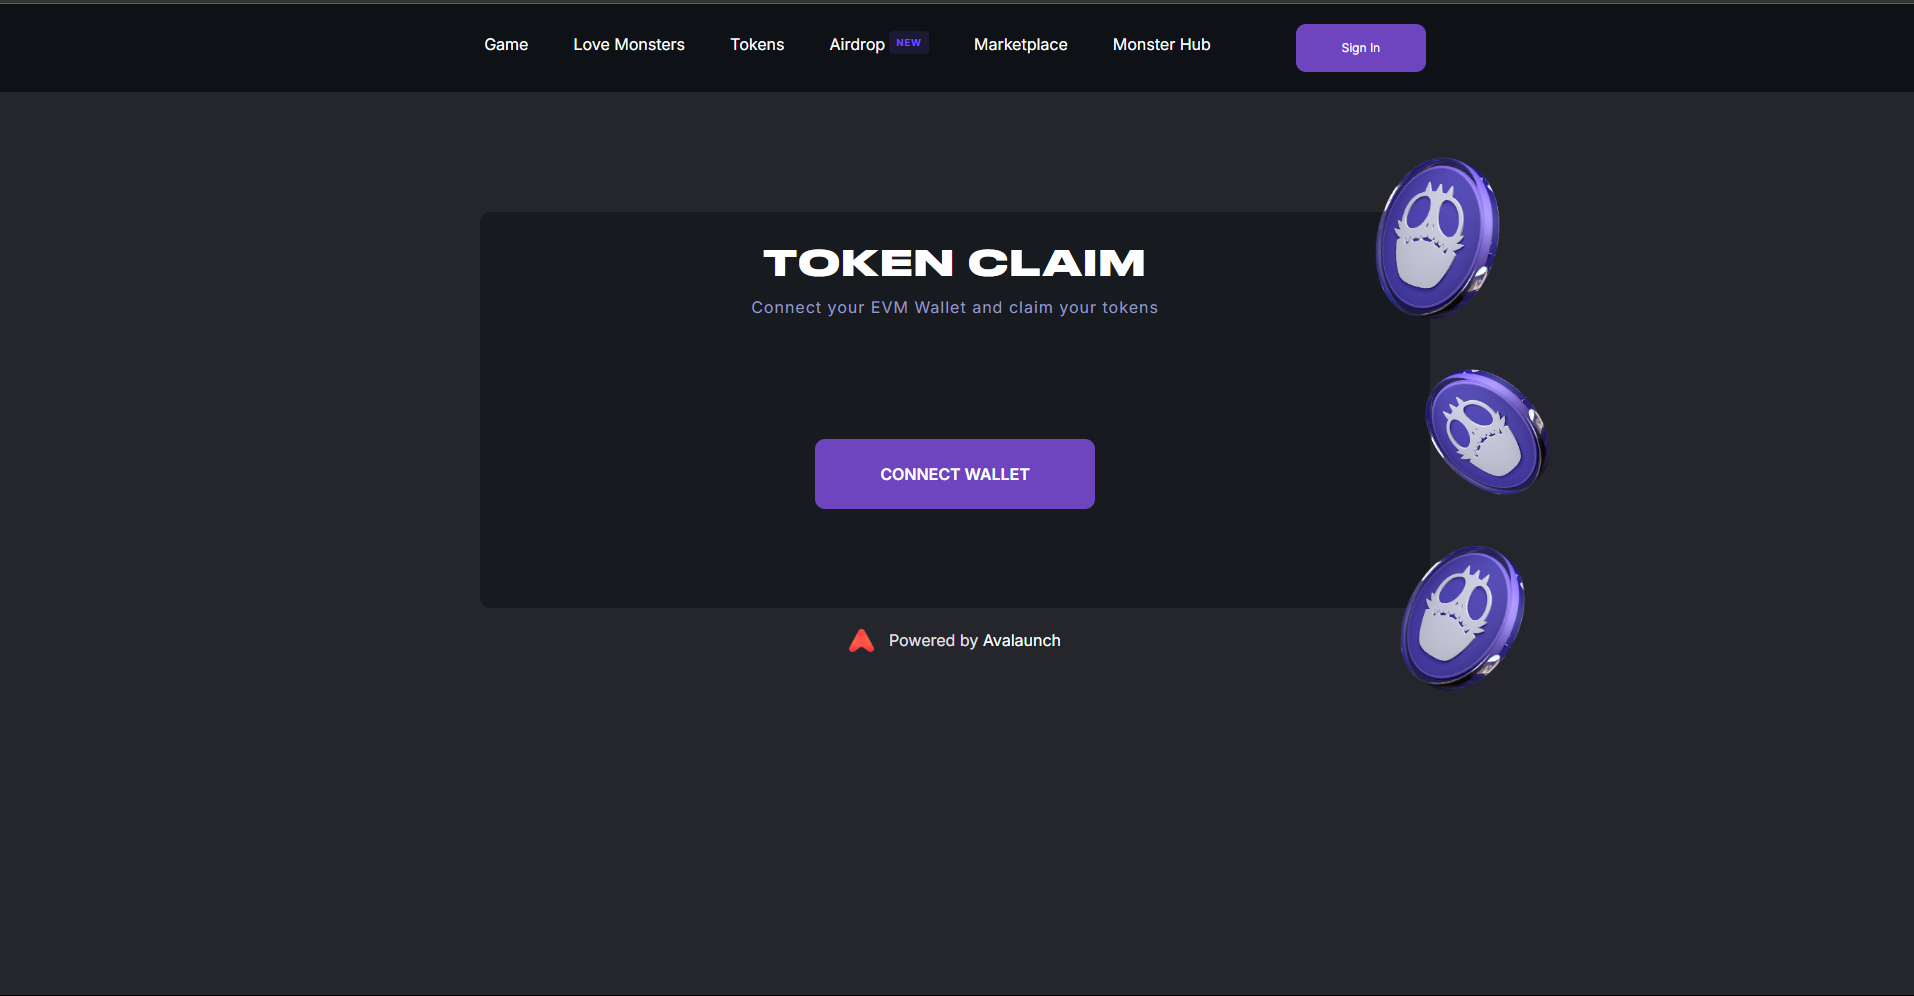 Game Love Monsters Tokens Airdrop NEW Marketplace Monster Hub Sign In
TOKEN CLAIM
Connect your EVM Wallet and claim your tokens
CONNECT WALLET
Powered by Avalaunch